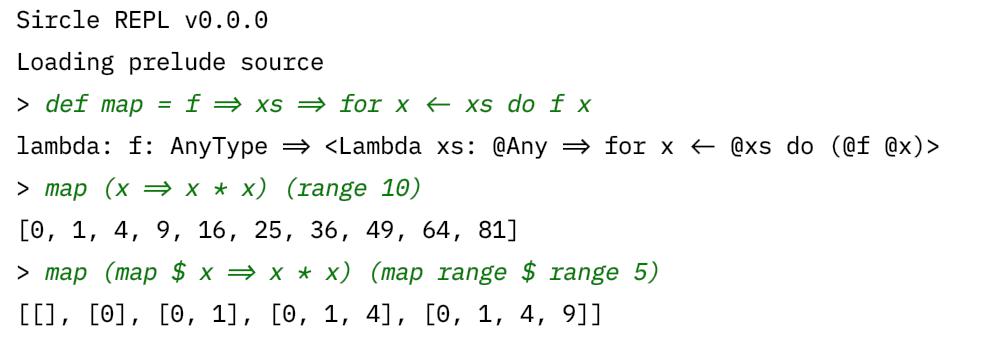 Sircle REPL v0.0.0
Loading prelude source
> def map = f => xs => for x <- xs do f x
lambda: f: AnyType => <Lambda xs: @Any => for x <- @xs do (@f @x)>
> map (x => x * x) (range 10)
[0, 1, 4, 9, 16, 25, 36, 49, 64, 81]
> map (map $ x => x * x) (map range $ range 5)
[[], [0], [0, 1], [0, 1, 4], [0, 1, 4, 9]]